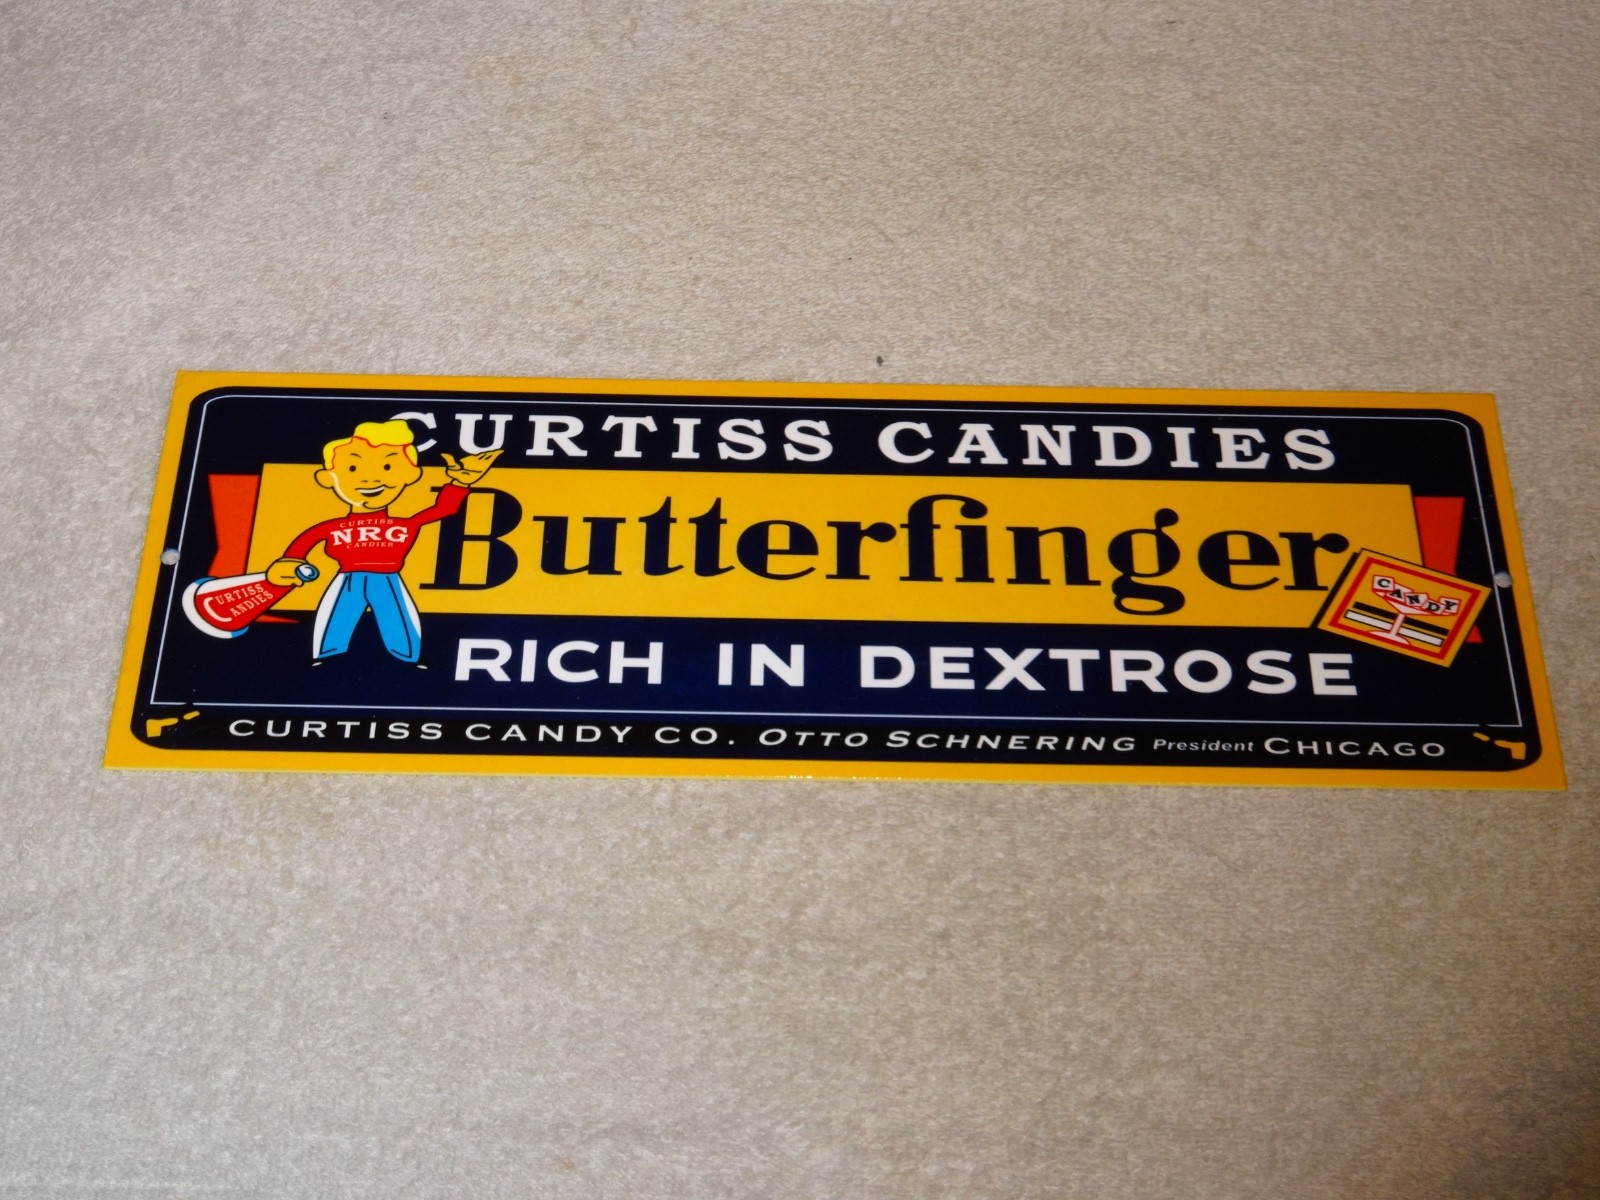 CURTISS CANDIES
Butterfinger
CURTISS
NRG
CANDIES
CURTISS
CANDIES
CANDY
RICH IN DEXTROSE
CURTISS CANDY CO. OTTO SCHNERING President CHICAGO